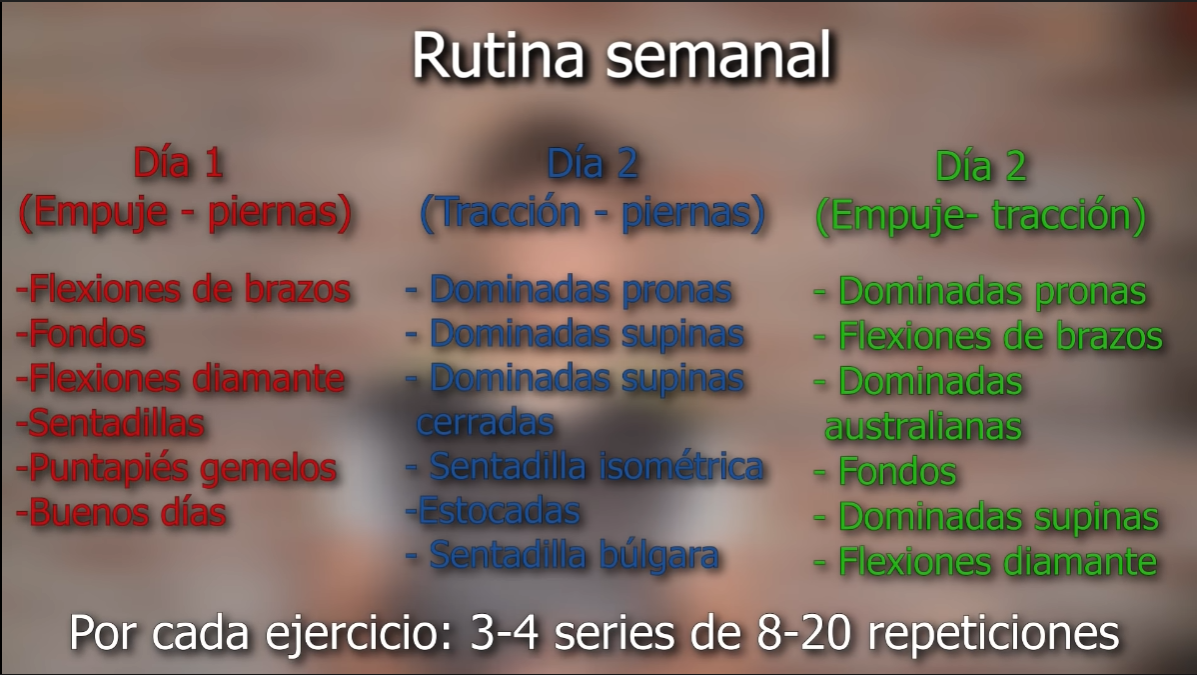 Rutina semanal
Día 1
(Empuje - piernas)
-Flexiones de brazos
-Fondos
-Flexiones diamante
-Sentadillas
-Puntapiés gemelos
-Buenos días
Día 2
(Tracción - piernas)
- Dominadas pronas
- Dominadas supinas
- Dominadas supinas
cerradas
- Sentadilla isométrica
-Estocadas
- Sentadilla búlgara
Día 2
(Empuje- tracción)
- Dominadas pronas
- Flexiones de brazos
- Dominadas
australianas
- Fondos
- Dominadas supinas
- Flexiones diamante
Por cada ejercicio: 3-4 series de 8-20 repeticiones